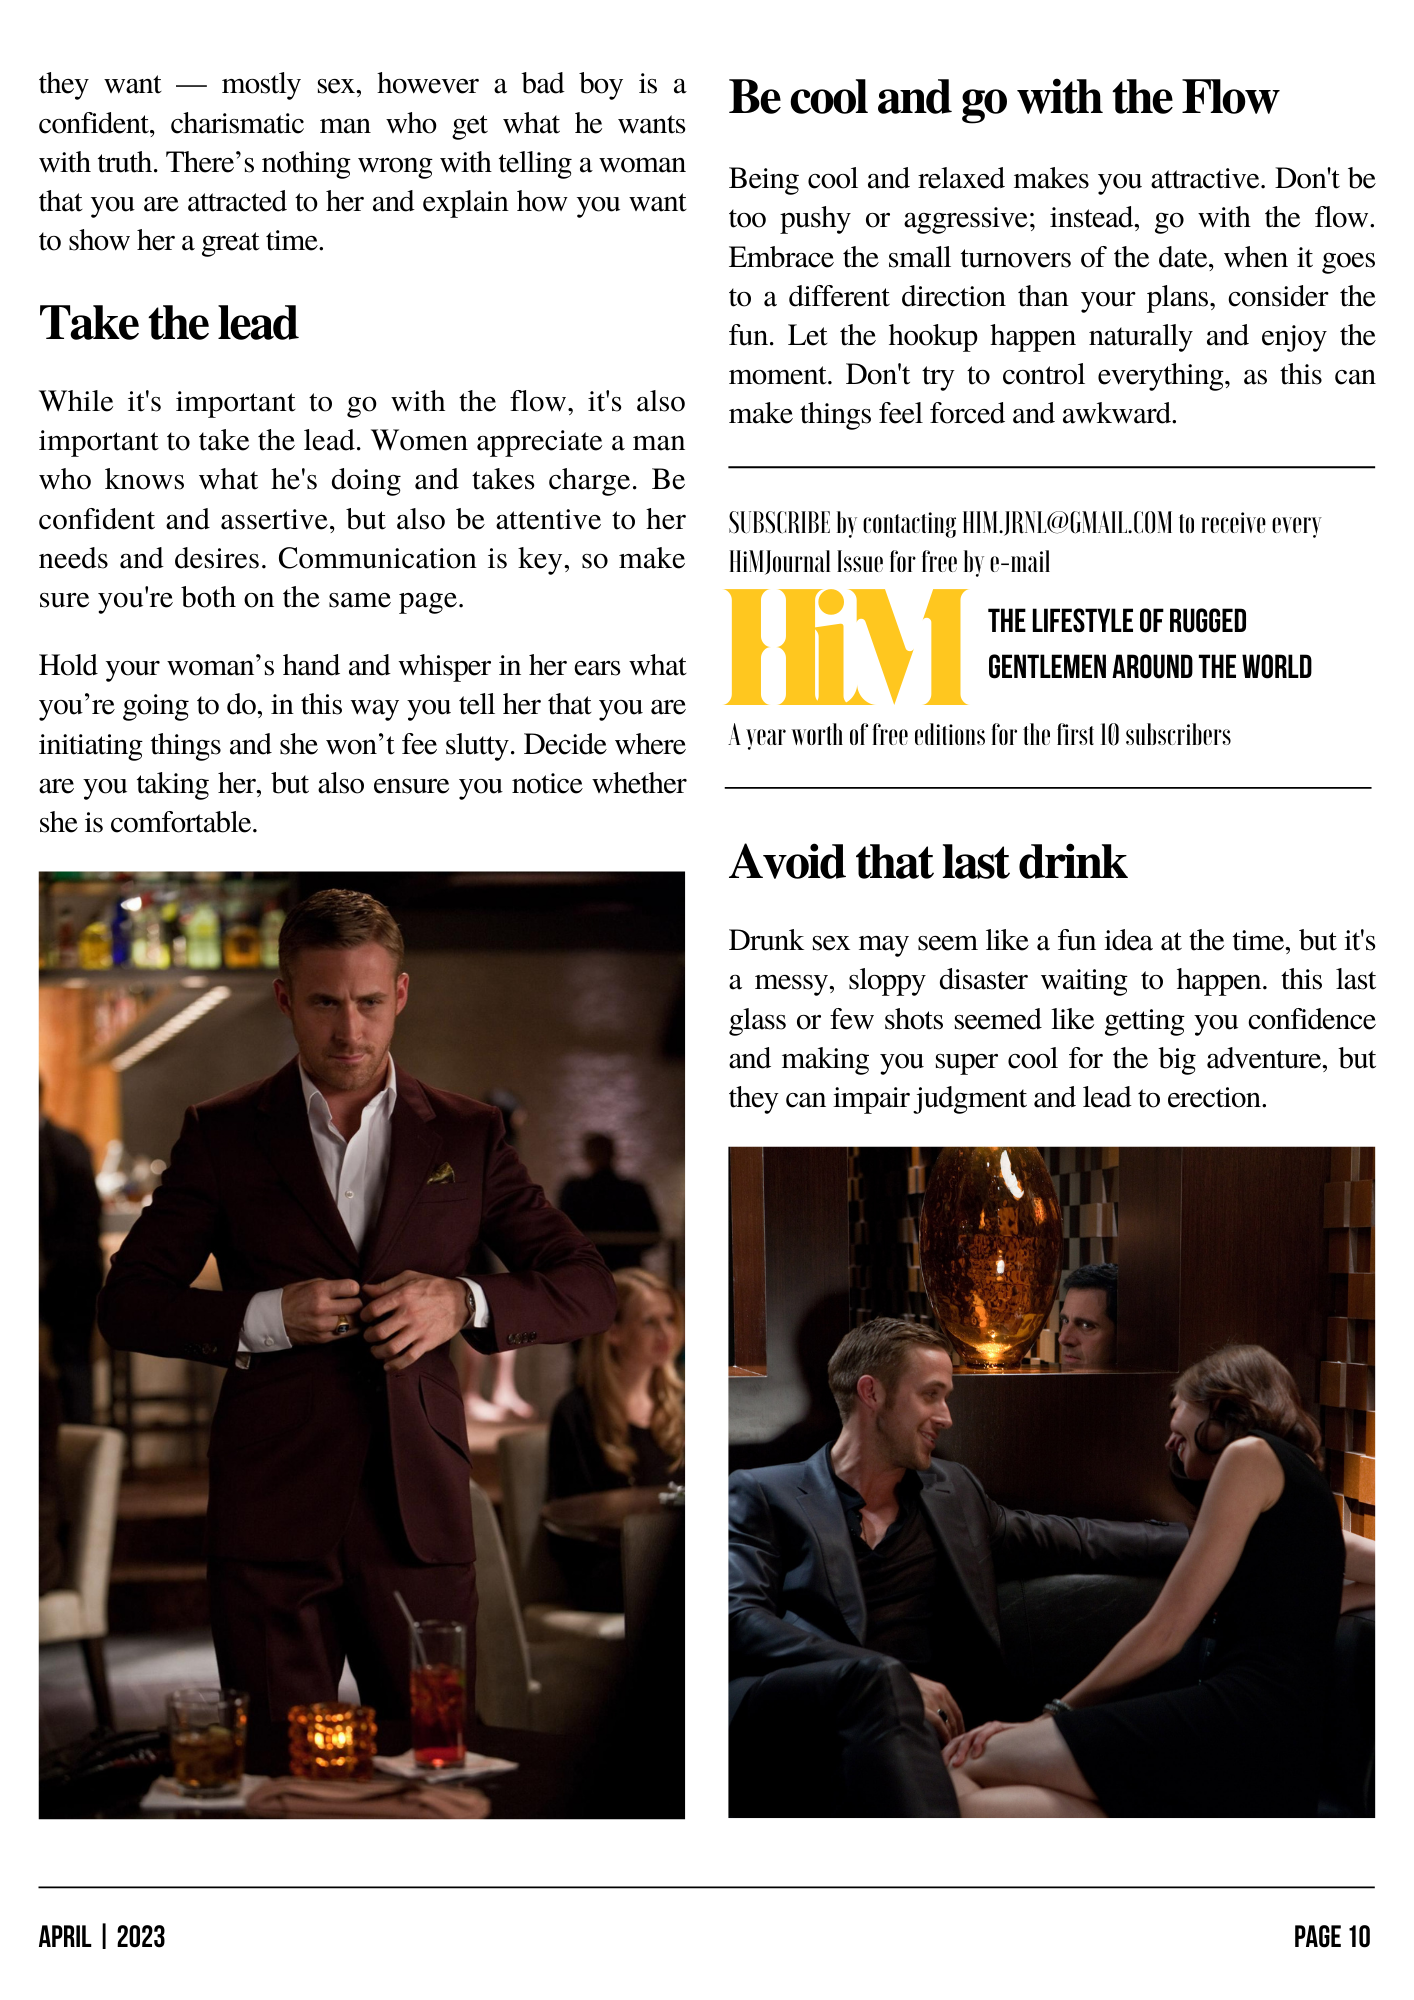 they want — mostly sex, however a bad boy is a
confident, charismatic man who get what he wants
with truth. There’s nothing wrong with telling a woman
that you are attracted to her and explain how you want
to show her a great time.
Take the lead
While it's important to go with the flow, it's also
important to take the lead. Women appreciate a man
who knows what he's doing and takes charge. Be
confident and assertive, but also be attentive to her
needs and desires. Communication is key, so make
sure you're both on the same page.
Hold your woman’s hand and whisper in her ears what
you’re going to do, in this way you tell her that you are
initiating things and she won’t fee slutty. Decide where
are you taking her, but also ensure you notice whether
she is comfortable.
Be cool and go with the Flow
Being cool and relaxed makes you attractive. Don't be
too pushy or aggressive; instead, go with the flow.
Embrace the small turnovers of the date, when it goes
to a different direction than your plans, consider the
fun. Let the hookup happen naturally and enjoy the
moment. Don't try to control everything, as this can
make things feel forced and awkward.
SUBSCRIBE by contacting HIM.JRNL@GMAIL.COM to receive every
HiMJournal Issue for free by e-mail
HiM
THE LIFESTYLE OF RUGGED
GENTLEMEN AROUND THE WORLD
A year worth of free editions for the first 10 subscribers
Avoid that last drink
Drunk sex may seem like a fun idea at the time, but it's
a messy, sloppy disaster waiting to happen. this last
glass or few shots seemed like getting you confidence
and making you super cool for the big adventure, but
they can impair judgment and lead to erection.
APRIL | 2023
PAGE 10